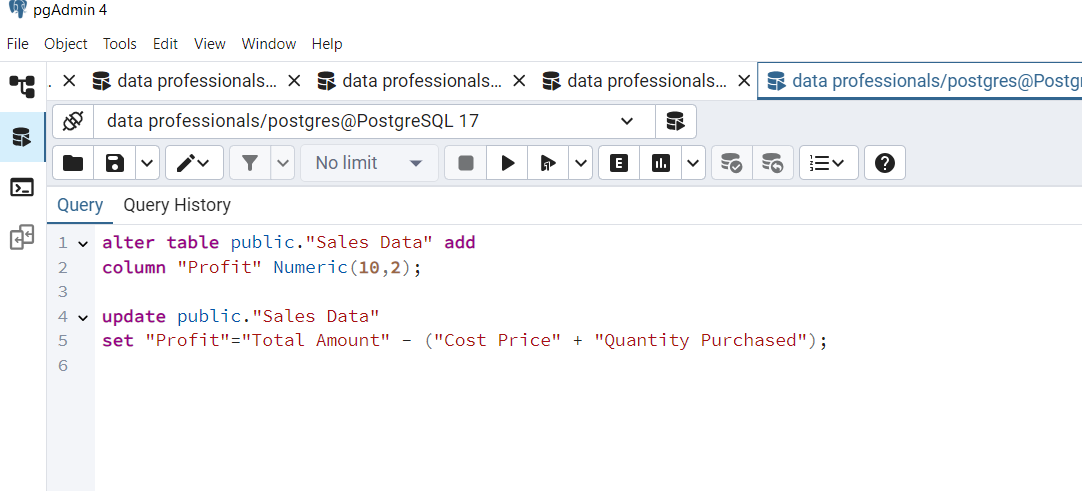 pgAdmin 4
File Object Tools Edit View Window Help
. data professionals... data professionals... data professionals... data professionals/postgres@Postgr
data professionals/postgres@PostgreSQL 17
No limit E
Query Query History
1 alter table public."Sales Data" add
2 column "Profit" Numeric(10,2);
3
4 update public."Sales Data"
5 set "Profit"="Total Amount" - ("Cost Price" + "Quantity Purchased");
6